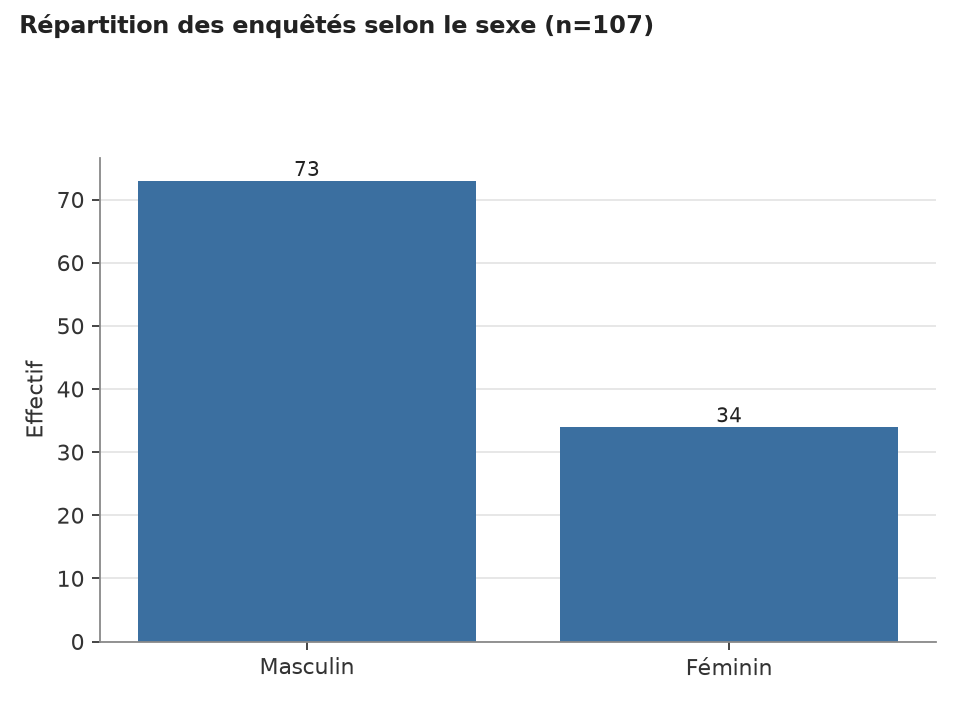 Répartition des enquêtés selon le sexe (n=107)
73
70
60
50
40
34
30
20
10
0
Effectif
Masculin
Féminin